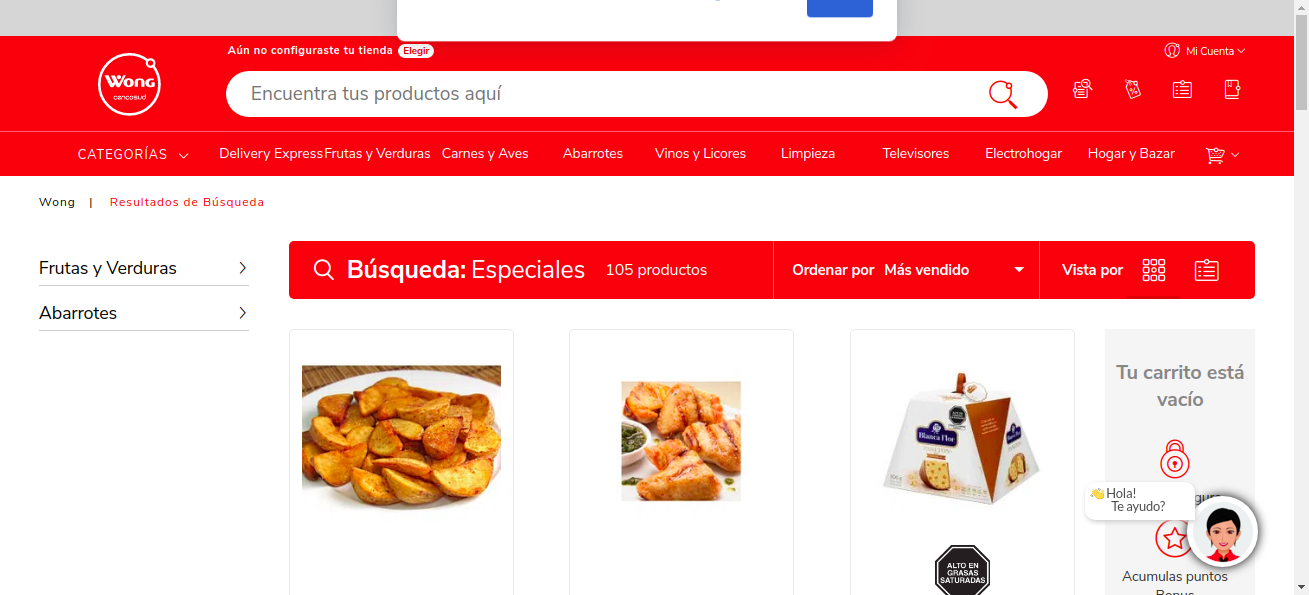 Aún no configuraste tu tienda Elegir
Mi Cuenta
Wong
cencosud
Encuentra tus productos aquí
CATEGORÍAS
Delivery Express
Frutas y Verduras
Carnes y Aves
Abarrotes
Vinos y Licores
Limpieza
Televisores
Electrohogar
Hogar y Bazar
Wong | Resultados de Búsqueda
Frutas y Verduras
Abarrotes
Búsqueda: Especiales 105 productos
Ordenar por Más vendido
Vista por
Blanca Flor
PANETÓN
ALTO EN
GRASAS
SATURADAS
Tu carrito está
vacío
Hola!
Te ayudo?
Acumulas puntos
Bonus